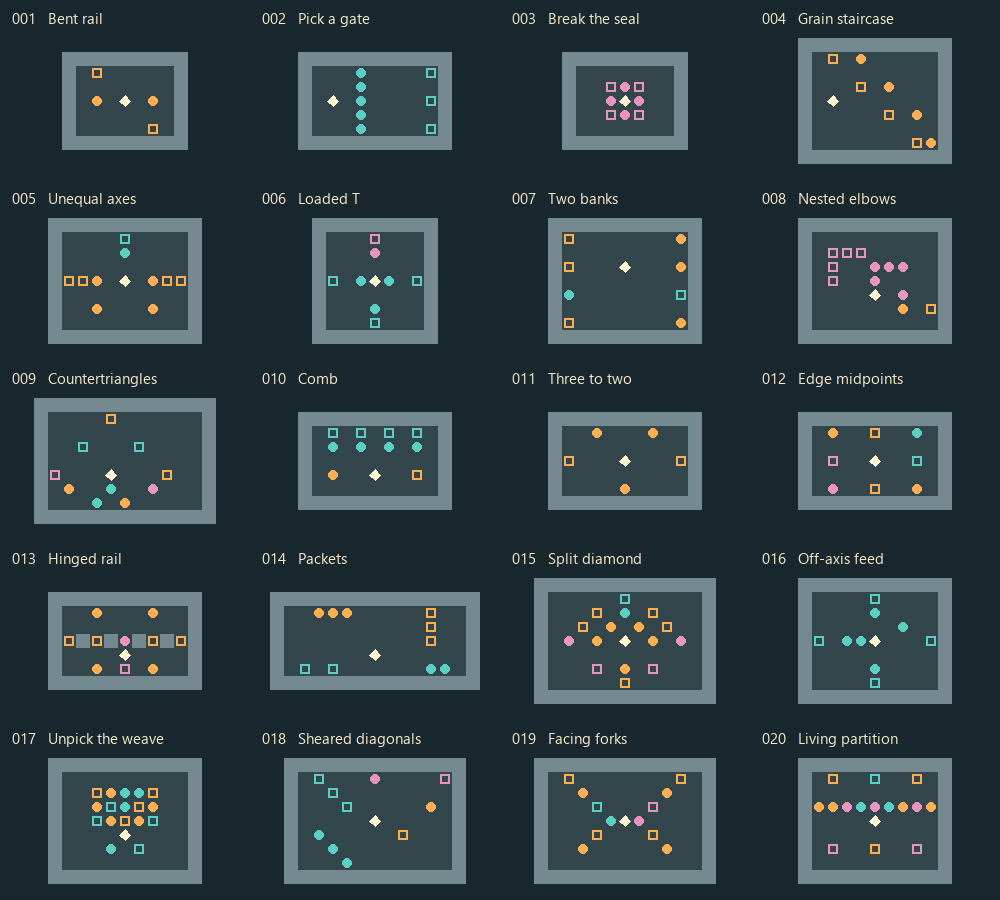 001 Bent rail
002 Pick a gate
003 Break the seal
004 Grain staircase
005 Unequal axes
006 Loaded T
007 Two banks
008 Nested elbows
009 Countertriangles
010 Comb
011 Three to two
012 Edge midpoints
013 Hinged rail
014 Packets
015 Split diamond
016 Off-axis feed
017 Unpick the weave
018 Sheared diagonals
019 Facing forks
020 Living partition